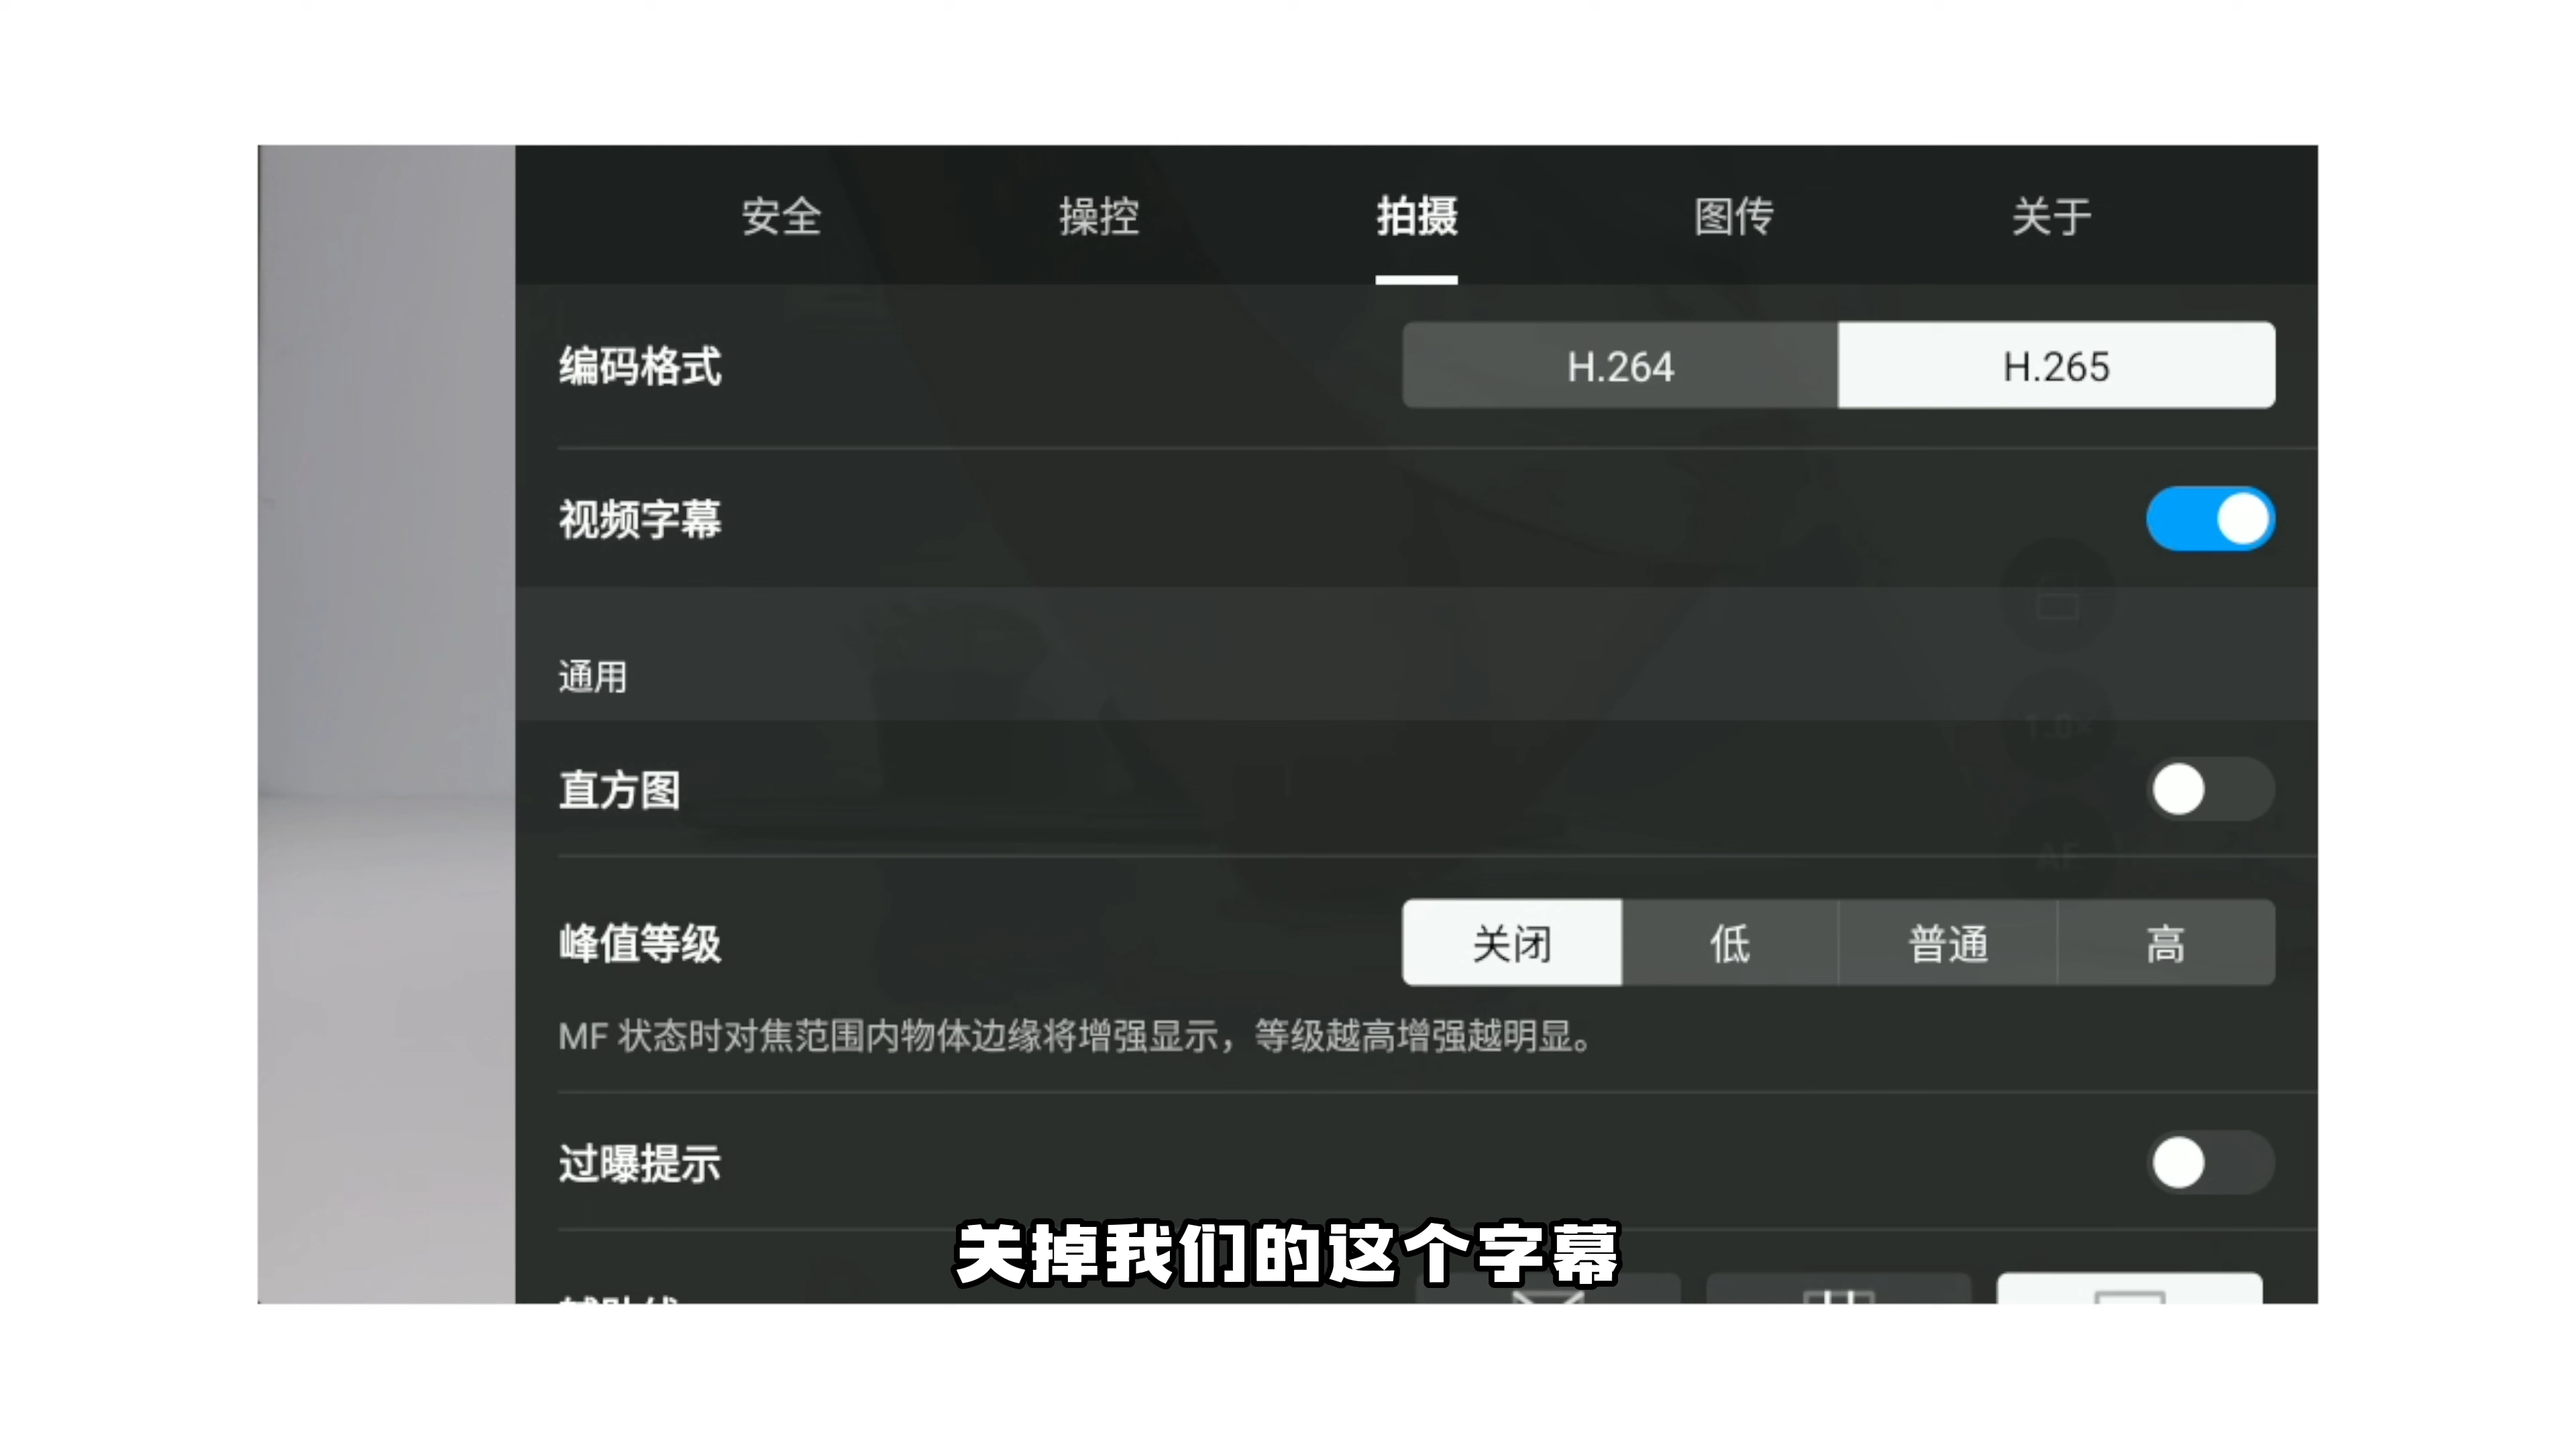 安全 操控 拍摄 图传 关于
编码格式 H.264 H.265
视频字幕
通用
直方图
峰值等级 关闭 低 普通 高
MF 状态时对焦范围内物体边缘将增强显示，等级越高增强越明显。
过曝提示
关掉我们的这个字幕